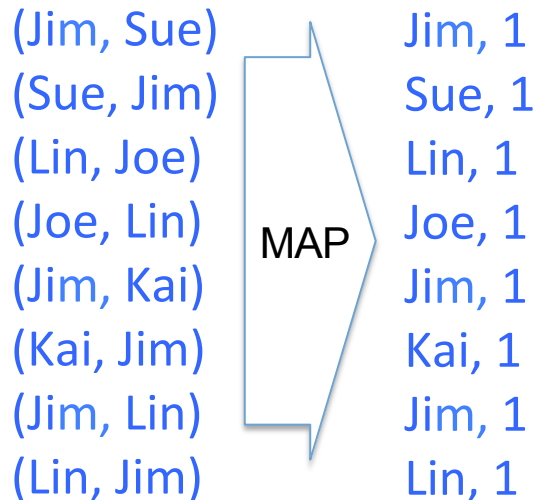 (Jim, Sue)
(Sue, Jim)
(Lin, Joe)
(Joe, Lin)
(Jim, Kai)
(Kai, Jim)
(Jim, Lin)
(Lin, Jim)
MAP
Jim, 1
Sue, 1
Lin, 1
Joe, 1
Jim, 1
Kai, 1
Jim, 1
Lin, 1